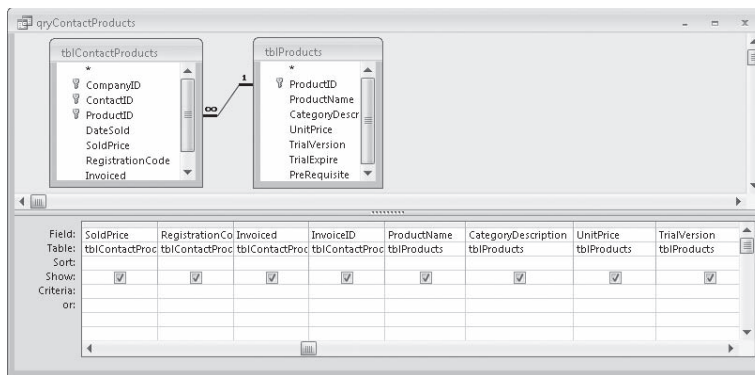 qryContactProducts
tblContactProducts
*
CompanyID
ContactID
ProductID
DateSold
SoldPrice
RegistrationCode
Invoiced
∞
1
tblProducts
*
ProductID
ProductName
CategoryDescr
UnitPrice
TrialVersion
TrialExpire
PreRequisite
Field: SoldPrice RegistrationCo Invoiced InvoiceID ProductName CategoryDescription UnitPrice TrialVersion
Table: tblContactProc tblContactProc tblContactProc tblContactProc tblProducts tblProducts tblProducts tblProducts
Sort:
Show:
Criteria:
or: